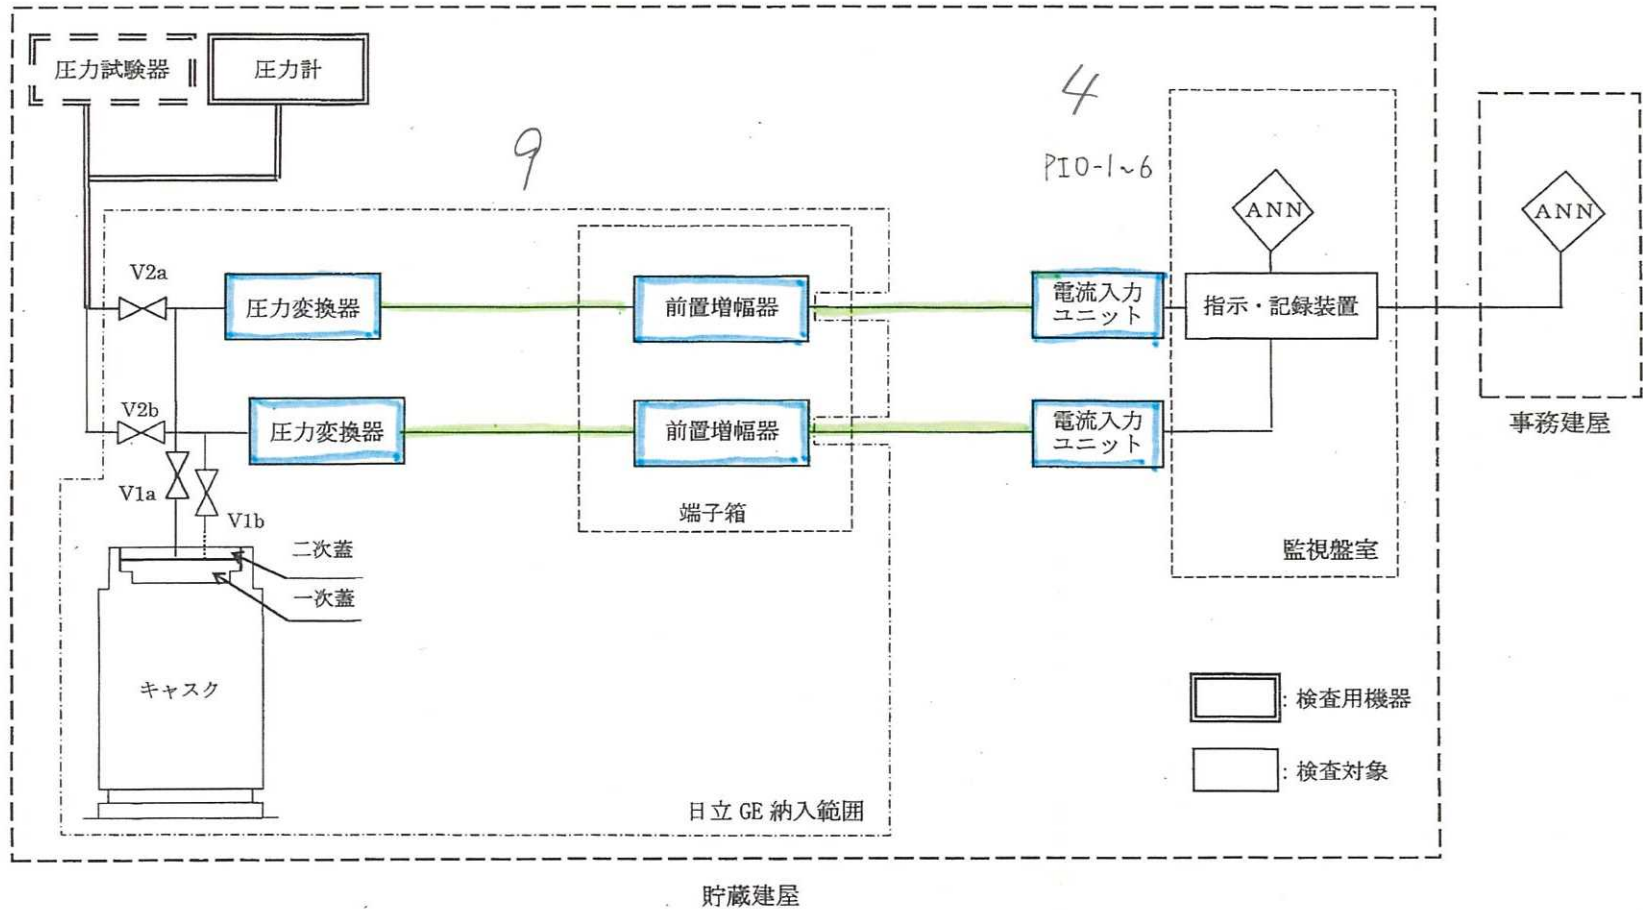 圧力試験器
圧力計
9
4
PIO-1~6
ANN
ANN
V2a
圧力変換器
前置増幅器
電流入力
ユニット
指示・記録装置
V2b
圧力変換器
前置増幅器
電流入力
ユニット
事務建屋
V1a
V1b
端子箱
監視盤室
二次蓋
一次蓋
キャスク
: 検査用機器
: 検査対象
日立 GE 納入範囲
貯蔵建屋